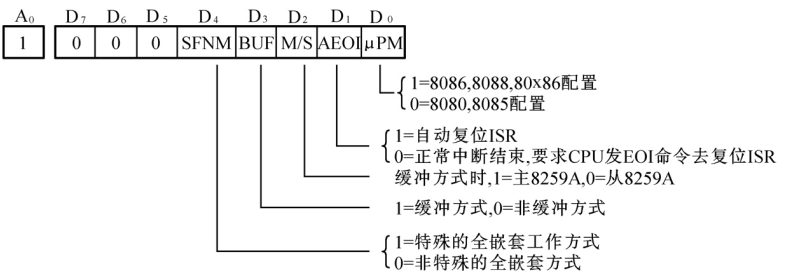 A₀ D₇ D₆ D₅ D₄ D₃ D₂ D₁ D₀
1 0 0 0 SFNM BUF M/S AEOI μPM
1=8086,8088,80x86配置
0=8080,8085配置
1=自动复位ISR
0=正常中断结束,要求CPU发EOI命令去复位ISR
缓冲方式时,1=主8259A,0=从8259A
1=缓冲方式,0=非缓冲方式
1=特殊的全嵌套工作方式
0=非特殊的全嵌套方式